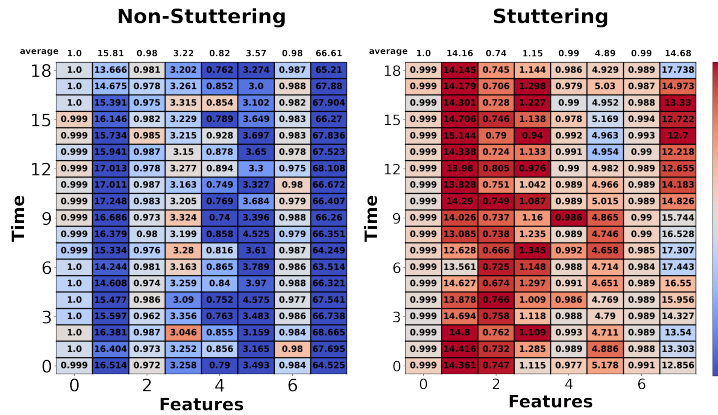 Non-Stuttering Stuttering
average 1.0 15.81 0.98 3.22 0.81 3.57 0.98 66.61 average 1.0 14.16 0.74 1.15 0.99 4.89 0.99 14.68
18 1.0 13.666 0.981 3.202 0.762 3.274 0.987 65.21 18 0.999 14.145 0.745 1.144 0.986 4.929 0.989 17.738
1.0 14.675 0.978 3.261 0.852 3.0 0.988 67.88 0.999 14.179 0.706 1.298 0.979 5.03 0.987 14.973
1.0 15.391 0.975 3.315 0.854 3.102 0.982 67.904 0.999 14.301 0.728 1.227 0.99 4.952 0.988 13.33
15 0.999 16.146 0.982 3.229 0.789 3.649 0.983 66.27 15 0.999 14.706 0.746 1.138 0.978 5.169 0.994 12.722
0.999 15.734 0.985 3.215 0.928 3.697 0.983 67.836 0.999 15.144 0.79 0.94 0.992 4.963 0.993 12.7
0.999 15.941 0.987 3.15 0.878 3.65 0.978 67.523 0.999 14.338 0.724 1.133 0.991 4.954 0.99 12.218
12 1.0 17.013 0.978 3.277 0.894 3.3 0.975 68.108 12 0.999 13.96 0.805 0.976 0.99 4.982 0.989 12.655
0.999 17.011 0.987 3.163 0.749 3.327 0.98 66.672 0.999 13.828 0.751 1.042 0.989 4.966 0.989 14.183
0.999 17.248 0.983 3.205 0.769 3.684 0.979 66.407 0.999 14.29 0.749 1.087 0.989 5.015 0.989 14.826
9 0.999 16.686 0.973 3.324 0.74 3.396 0.988 66.26 9 0.999 14.026 0.737 1.16 0.986 4.865 0.99 15.744
0.999 16.379 0.98 3.199 0.858 4.525 0.979 66.351 0.999 13.085 0.738 1.235 0.989 4.746 0.99 16.528
0.999 15.334 0.976 3.28 0.816 3.61 0.987 64.249 0.999 12.628 0.666 1.345 0.992 4.658 0.985 17.307
6 1.0 14.244 0.981 3.163 0.865 3.789 0.986 63.514 6 0.999 13.561 0.725 1.148 0.988 4.714 0.984 17.443
1.0 14.608 0.974 3.259 0.84 3.97 0.988 66.321 0.999 14.627 0.674 1.297 0.991 4.651 0.989 16.55
1.0 15.477 0.986 3.09 0.752 4.575 0.977 67.541 0.999 13.878 0.766 1.009 0.986 4.769 0.989 15.956
3 1.0 15.597 0.962 3.356 0.763 3.483 0.986 66.738 3 0.999 14.694 0.758 1.118 0.988 4.79 0.989 14.327
1.0 16.381 0.987 3.046 0.855 3.159 0.984 68.665 0.999 14.8 0.762 1.109 0.993 4.711 0.989 13.54
1.0 16.404 0.973 3.252 0.856 3.165 0.98 67.695 0.999 14.416 0.732 1.285 0.989 4.886 0.988 13.303
0 0.999 16.514 0.972 3.258 0.79 3.493 0.984 64.525 0 0.999 14.361 0.747 1.115 0.977 5.178 0.991 12.856
0 2 4 6 0 2 4 6
Features Features
Time Time